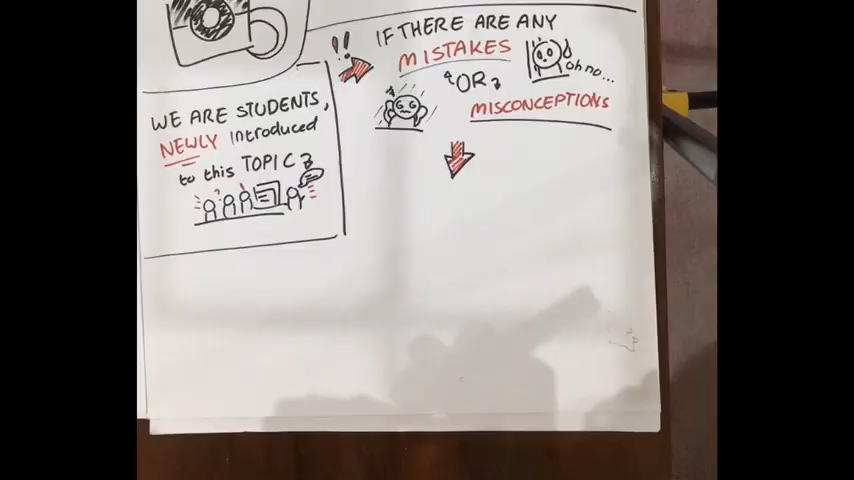 WE ARE STUDENTS,
NEWLY introduced
to this TOPIC
!! IF THERE ARE ANY
MISTAKES
OR
oh no...
MISCONCEPTIONS